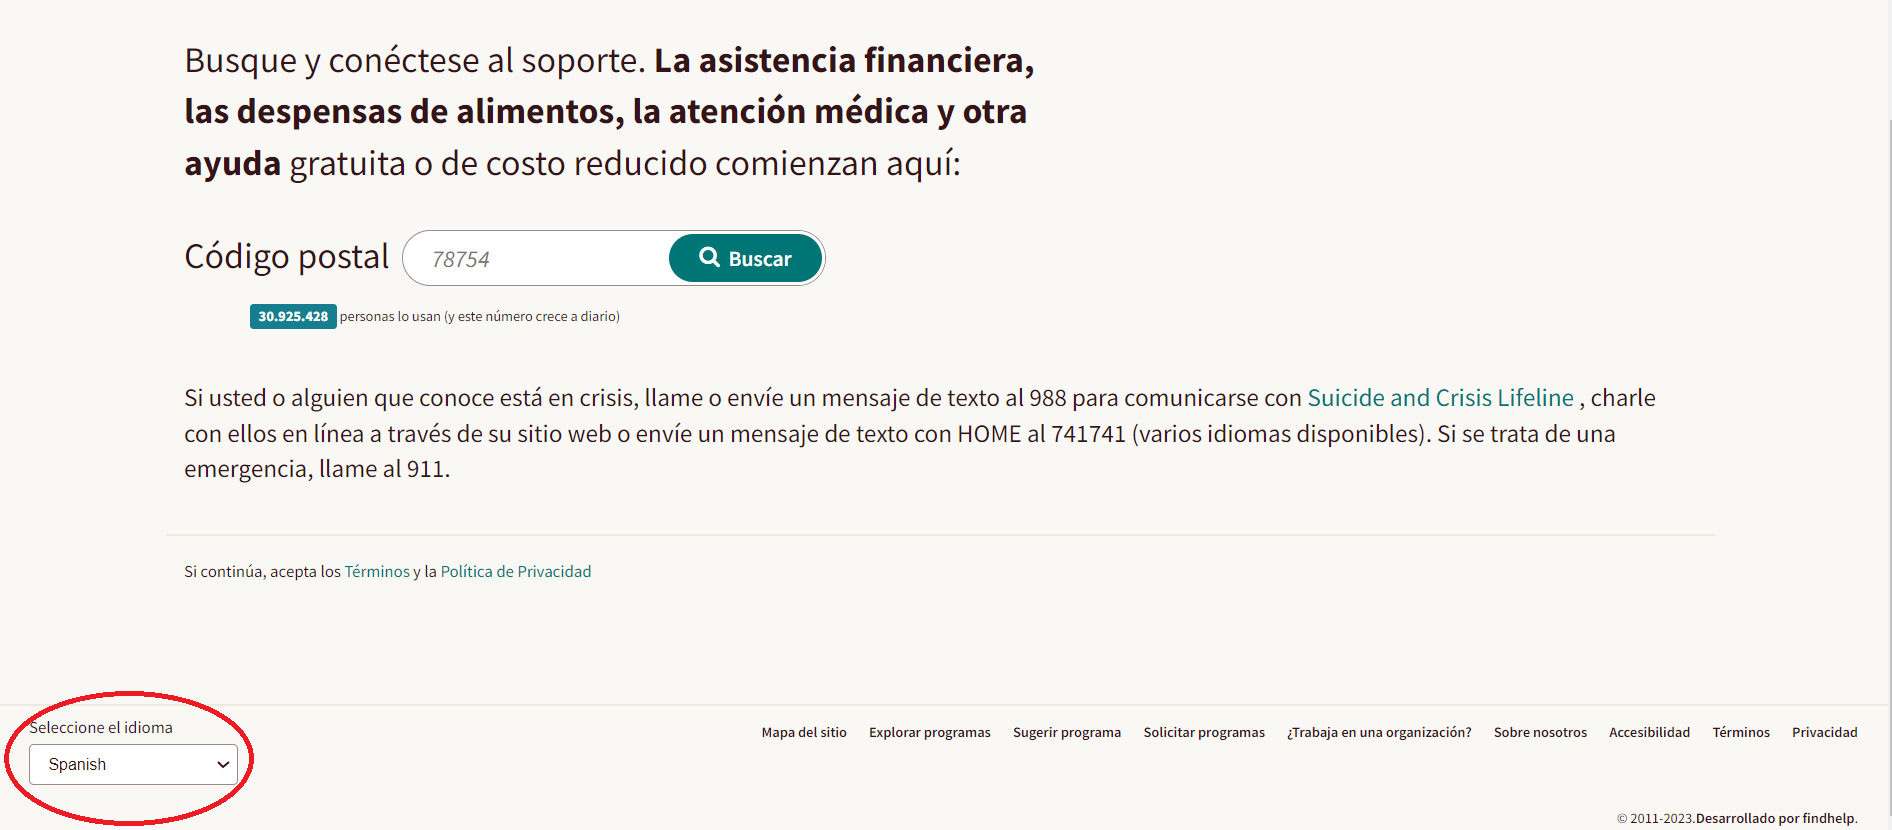 Busque y conéctese al soporte. La asistencia financiera,
las despensas de alimentos, la atención médica y otra
ayuda gratuita o de costo reducido comienzan aquí:
Código postal 78754 Buscar
30.925.428 personas lo usan (y este número crece a diario)
Si usted o alguien que conoce está en crisis, llame o envíe un mensaje de texto al 988 para comunicarse con Suicide and Crisis Lifeline , charle
con ellos en línea a través de su sitio web o envíe un mensaje de texto con HOME al 741741 (varios idiomas disponibles). Si se trata de una
emergencia, llame al 911.
Si continúa, acepta los Términos y la Política de Privacidad
Seleccione el idioma
Spanish
Mapa del sitio Explorar programas Sugerir programa Solicitar programas ¿Trabaja en una organización? Sobre nosotros Accesibilidad Términos Privacidad
© 2011-2023.Desarrollado por findhelp.